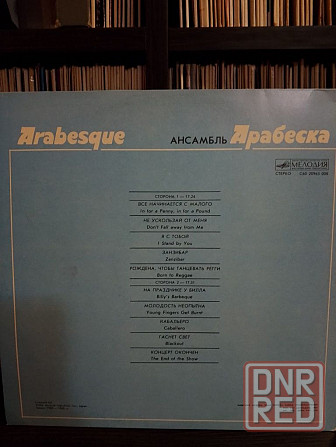 Arabesque АНСАМБЛЬ Арабеска
МЕЛОДИЯ
СТЕРЕО
СТОРОНА 1 — 17.26
ВСЕ НАЧИНАЕТСЯ С МАЛОГО
In for a Penny, in for a Pound
НЕ УСКОЛЬЗАЙ ОТ МЕНЯ
Don't Fall away from Me
Я С ТОБОЙ
I Stand by You
ЗАНЗИБАР
Zanzibar
РОЖДЕНА, ЧТОБЫ ТАНЦЕВАТЬ РЕГГИ
Born to Reggae
НА ПРАЗДНИКЕ У БИЛЛА
Billy's Barbeque
МОЛОДОСТЬ НЕОПЫТНА
Young Fingers Get Burnt
КАБАЛЬЕРО
Caballero
ГАСНЕТ СВЕТ
Blackout
КОНЦЕРТ ОКОНЧЕН
The End of the Show
DNR
RED